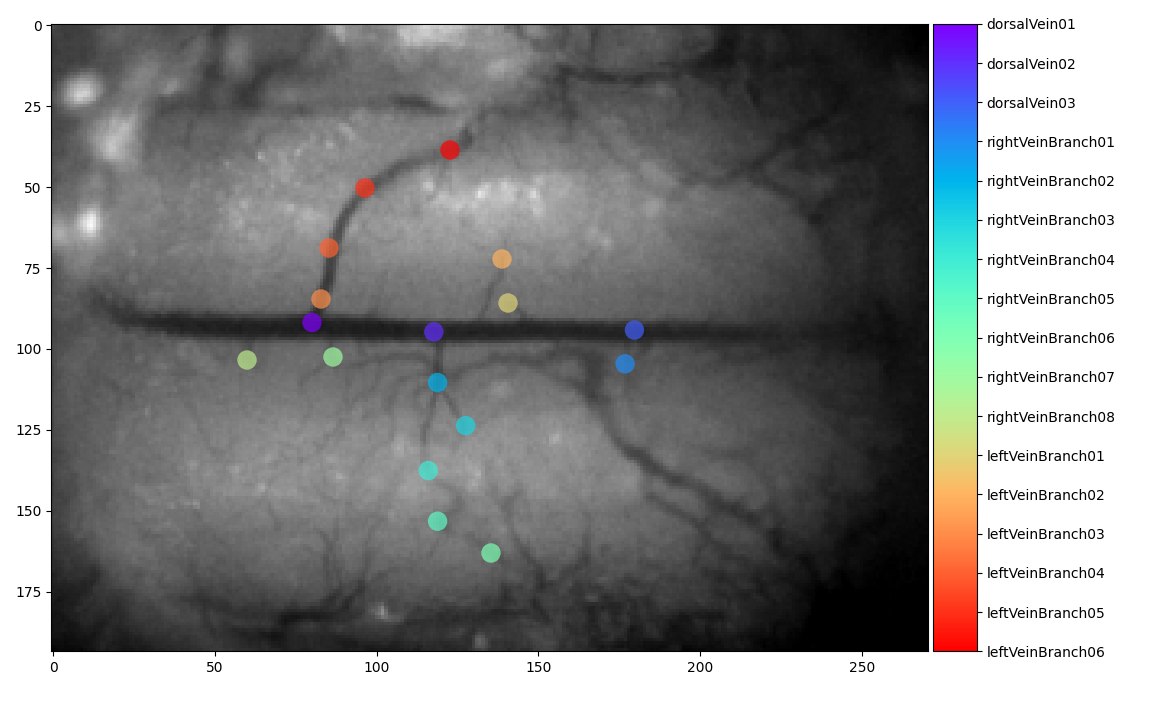 0
25
50
75
100
125
150
175
0
50
100
150
200
250
dorsalVein01
dorsalVein02
dorsalVein03
rightVeinBranch01
rightVeinBranch02
rightVeinBranch03
rightVeinBranch04
rightVeinBranch05
rightVeinBranch06
rightVeinBranch07
rightVeinBranch08
leftVeinBranch01
leftVeinBranch02
leftVeinBranch03
leftVeinBranch04
leftVeinBranch05
leftVeinBranch06